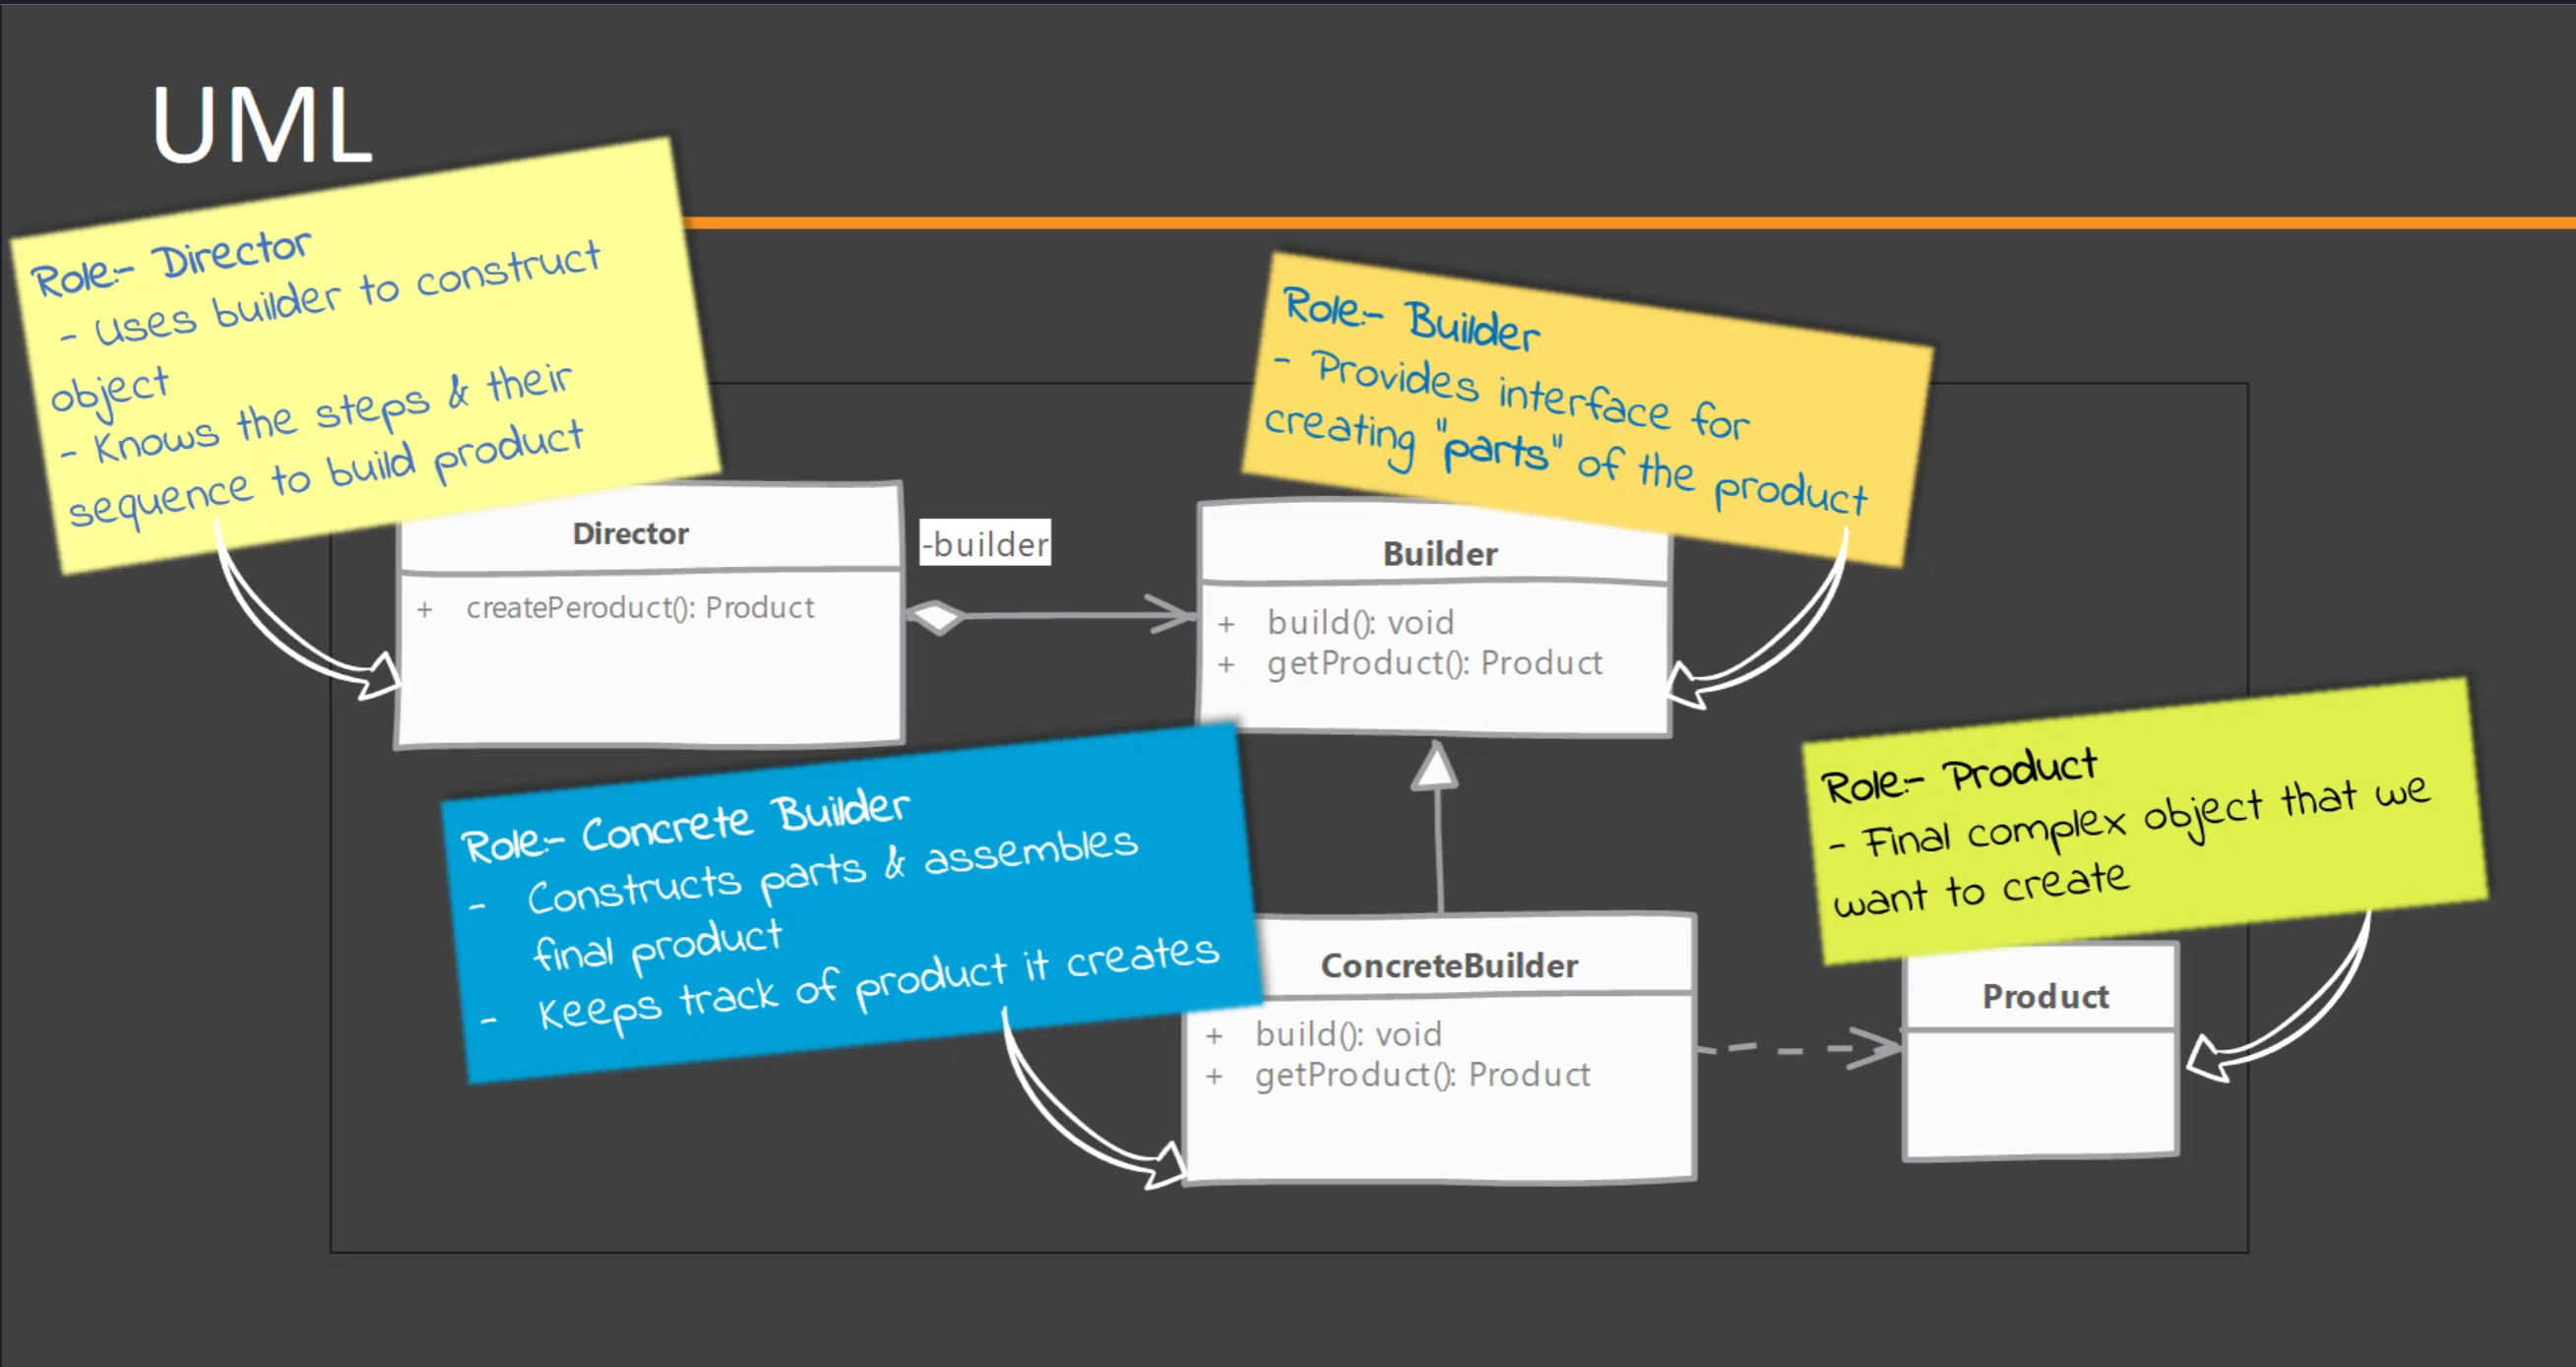 UML
Role:- Director
- Uses builder to construct
object
- Knows the steps & their
sequence to build product
Role:- Builder
- Provides interface for
creating "parts" of the product
Director
+ createPeroduct(): Product
-builder
Builder
+ build(): void
+ getProduct(): Product
Role:- Concrete Builder
- Constructs parts & assembles
final product
- Keeps track of product it creates
Role:- Product
- Final complex object that we
want to create
ConcreteBuilder
+ build(): void
+ getProduct(): Product
Product